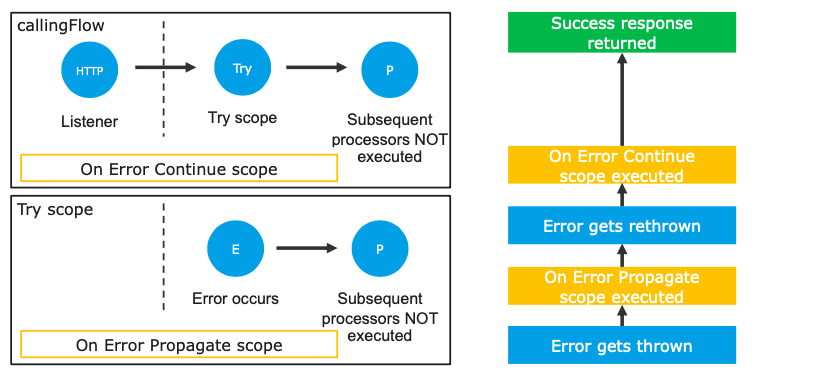 callingFlow
HTTP
Try
P
Listener
Try scope
Subsequent
processors NOT
executed
On Error Continue scope
Try scope
E
P
Error occurs
Subsequent
processors NOT
executed
On Error Propagate scope
Success response
returned
On Error Continue
scope executed
Error gets rethrown
On Error Propagate
scope executed
Error gets thrown